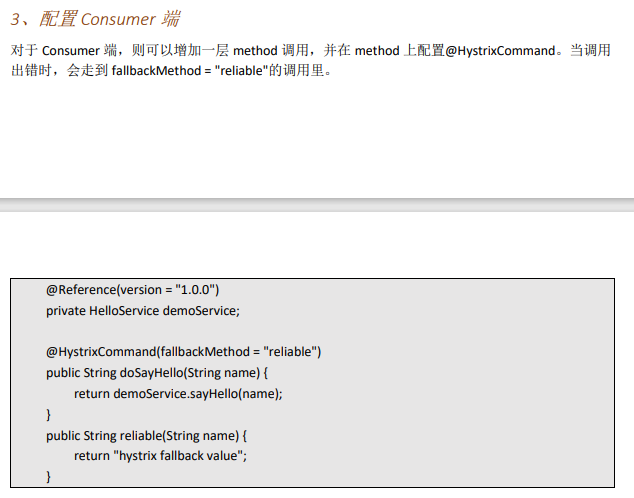 3、配置 Consumer 端
对于 Consumer 端，则可以增加一层 method 调用，并在 method 上配置@HystrixCommand。当调用
出错时，会走到 fallbackMethod = "reliable"的调用里。
@Reference(version = "1.0.0")
private HelloService demoService;
@HystrixCommand(fallbackMethod = "reliable")
public String doSayHello(String name) {
return demoService.sayHello(name);
}
public String reliable(String name) {
return "hystrix fallback value";
}